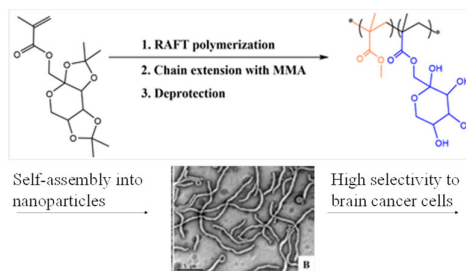 1. RAFT polymerization
2. Chain extension with MMA
3. Deprotection
O
O
O
O
O
O
O
O
O
O
O
HO
OH
OH
OH
Self-assembly into
nanoparticles
High selectivity to
brain cancer cells
B